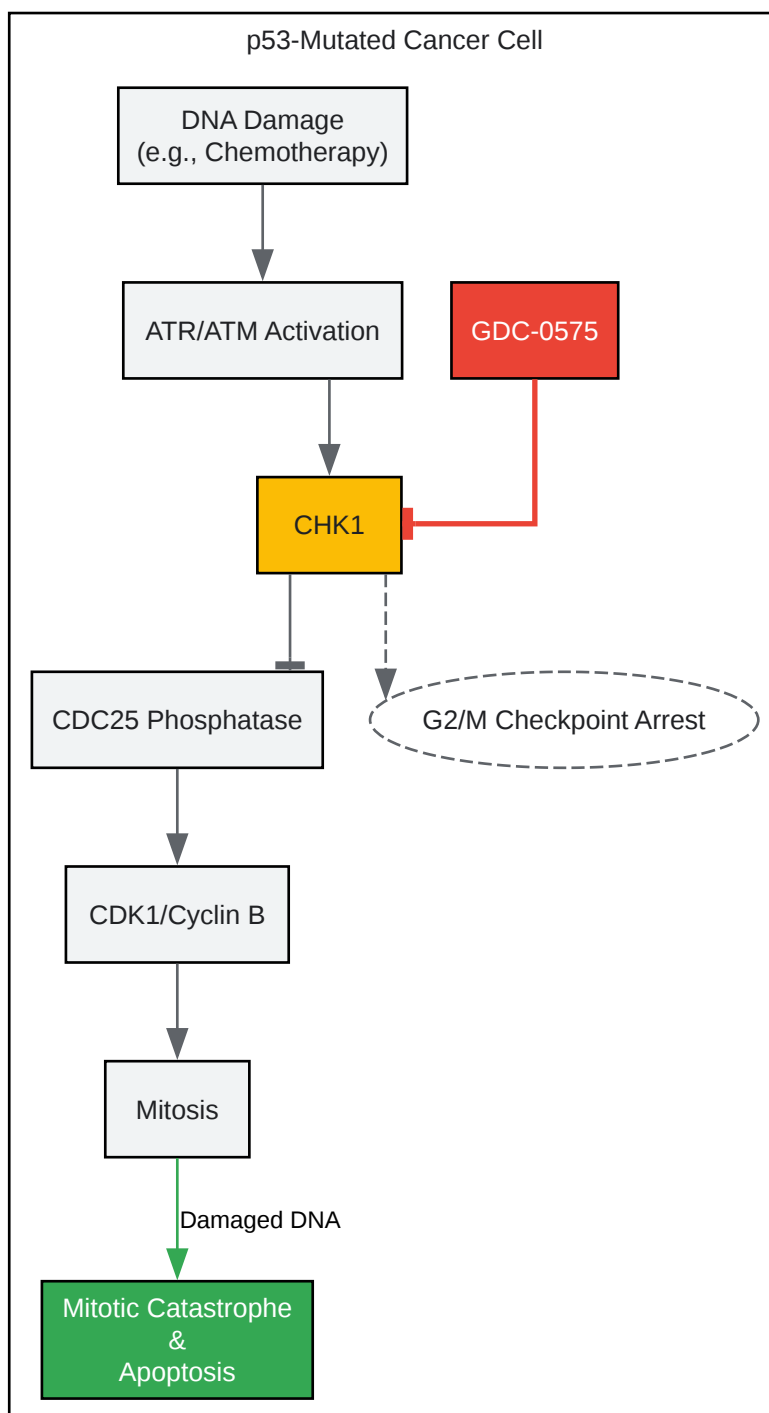 p53-Mutated Cancer Cell
DNA Damage
(e.g., Chemotherapy)
ATR/ATM Activation
GDC-0575
CHK1
CDC25 Phosphatase
G2/M Checkpoint Arrest
CDK1/Cyclin B
Mitosis
Damaged DNA
Mitotic Catastrophe
&
Apoptosis